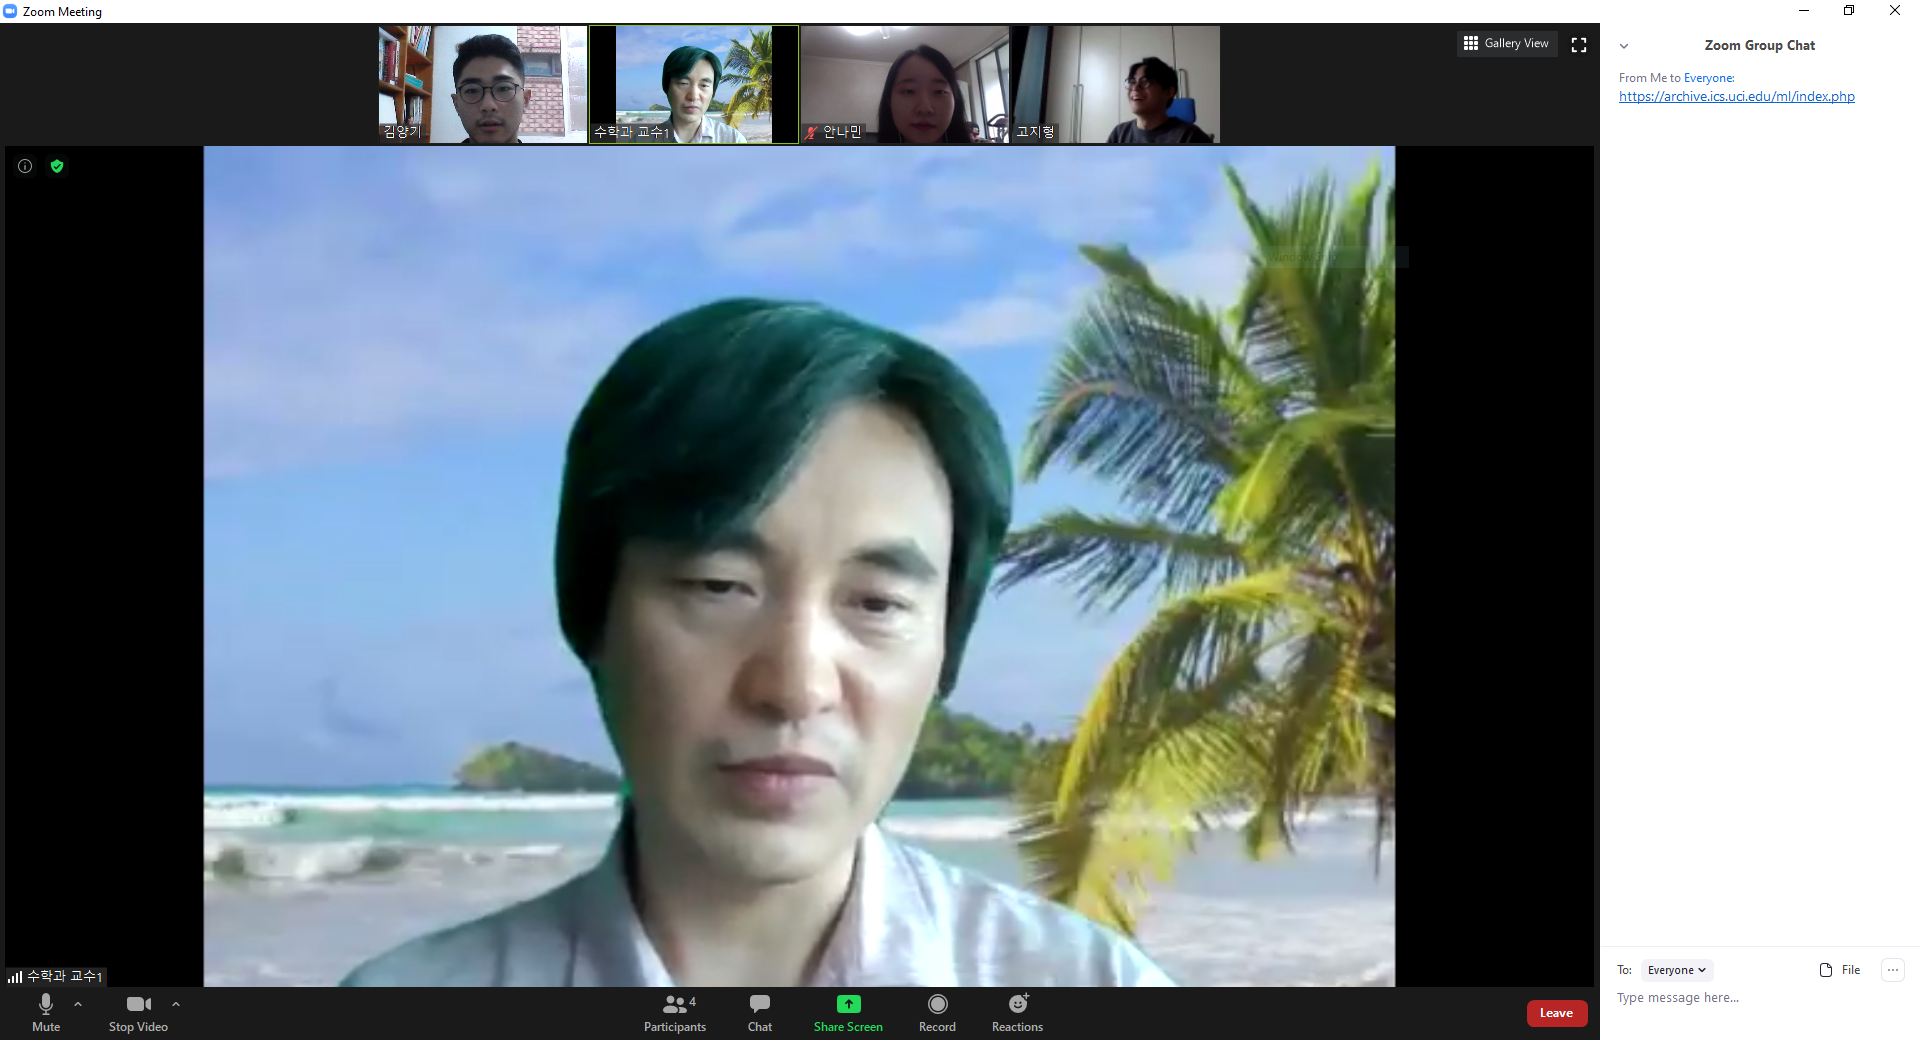 Zoom Meeting
김양기
수학과 교수1
안나민
고지형
Gallery View
수학과 교수1
Mute
Stop Video
Participants
4
Chat
Share Screen
Record
Reactions
Leave
Zoom Group Chat
From Me to Everyone:
https://archive.ics.uci.edu/ml/index.php
To:
Everyone
File
Type message here...